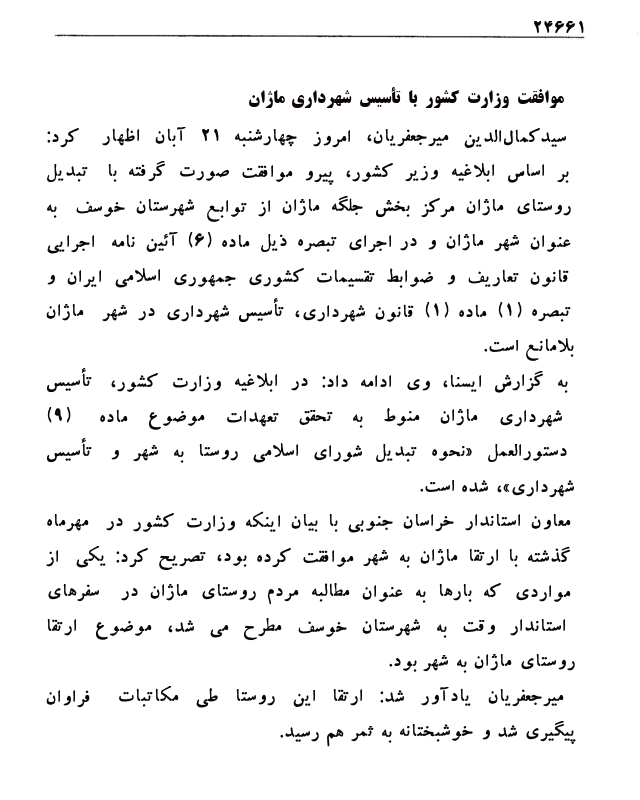 ۲۴۶۶۱
موافقت وزارت کشور با تأسیس شهرداری ماژان
سیدکمال‌الدین میرجعفریان، امروز چهارشنبه ۲۱ آبان اظهار کرد:
بر اساس ابلاغیه وزیر کشور، پیرو موافقت صورت گرفته با تبدیل
روستای ماژان مرکز بخش جلگه ماژان از توابع شهرستان خوسف به
عنوان شهر ماژان و در اجرای تبصره ذیل ماده (۶) آئین نامه اجرایی
قانون تعاریف و ضوابط تقسیمات کشوری جمهوری اسلامی ایران و
تبصره (۱) ماده (۱) قانون شهرداری، تأسیس شهرداری در شهر ماژان
بلامانع است.
به گزارش ایسنا، وی ادامه داد: در ابلاغیه وزارت کشور، تأسیس
شهرداری ماژان منوط به تحقق تعهدات موضوع ماده (۹)
دستورالعمل «نحوه تبدیل شورای اسلامی روستا به شهر و تأسیس
شهرداری»، شده است.
معاون استاندار خراسان جنوبی با بیان اینکه وزارت کشور در مهرماه
گذشته با ارتقا ماژان به شهر موافقت کرده بود، تصریح کرد: یکی از
مواردی که بارها به عنوان مطالبه مردم روستای ماژان در سفرهای
استاندار وقت به شهرستان خوسف مطرح می شد، موضوع ارتقا
روستای ماژان به شهر بود.
میرجعفریان یادآور شد: ارتقا این روستا طی مکاتبات فراوان
پیگیری شد و خوشبختانه به ثمر هم رسید.